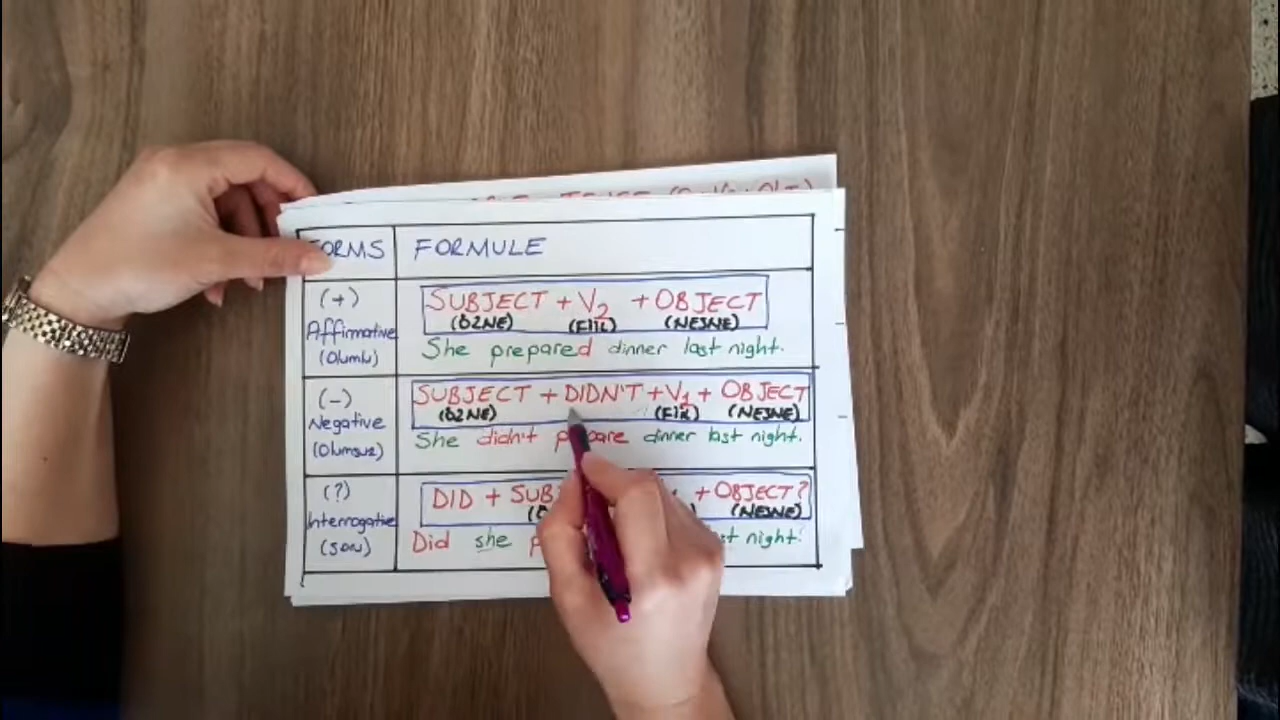 FORMS FORMULE
(+)
Affirmative
(Olumlu)
SUBJECT + V2 + OBJECT
(ÖZNE) (FİİL) (NESNE)
She prepared dinner last night.
(-)
Negative
(Olumsuz)
SUBJECT + DIDN'T + V1 + OBJECT
(ÖZNE) (FİİL) (NESNE)
She didn't prepare dinner last night.
(?)
Interrogative
(SORU)
DID + + OBJECT?
(NESNE)
Did she night?